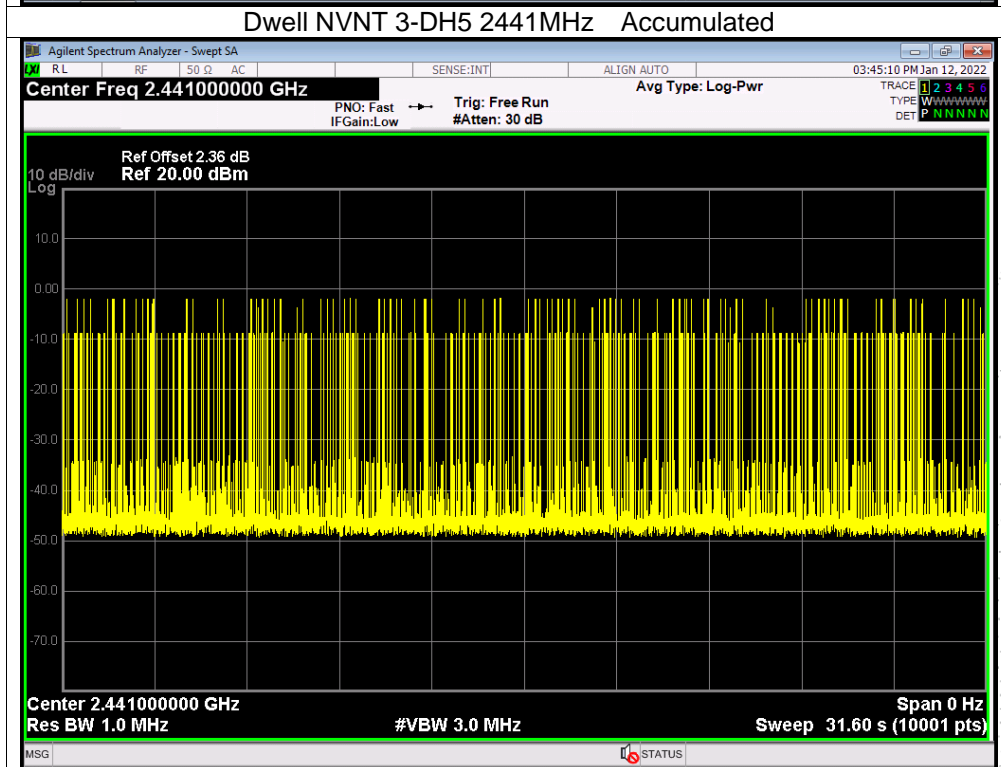 Dwell NVNT 3-DH5 2441MHz Accumulated
Agilent Spectrum Analyzer - Swept SA
LXI RL RF 50 Ω AC SENSE:INT ALIGN AUTO 03:45:10 PM Jan 12, 2022
Center Freq 2.441000000 GHz Avg Type: Log-Pwr TRACE 1 2 3 4 5 6
PNO: Fast Trig: Free Run TYPE WWWWWW
IFGain:Low #Atten: 30 dB DET P N N N N N
Ref Offset 2.36 dB
10 dB/div Ref 20.00 dBm
Log
10.0
0.00
-10.0
-20.0
-30.0
-40.0
-50.0
-60.0
-70.0
Center 2.441000000 GHz Span 0 Hz
Res BW 1.0 MHz #VBW 3.0 MHz Sweep 31.60 s (10001 pts)
MSG STATUS